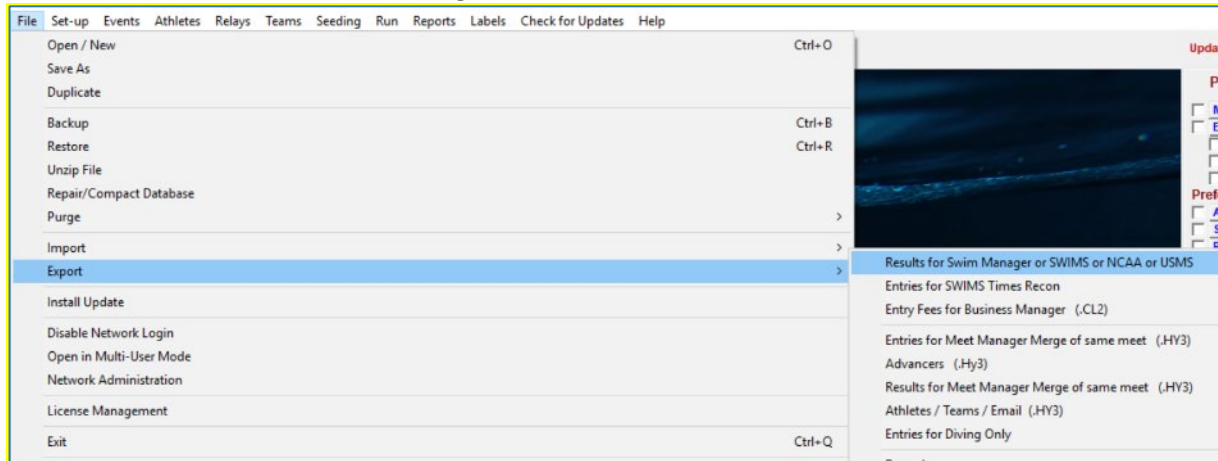 File Set-up Events Athletes Relays Teams Seeding Run Reports Labels Check for Updates Help
Open / New Ctrl+O
Save As
Duplicate
Backup Ctrl+B
Restore Ctrl+R
Unzip File
Repair/Compact Database
Purge >
Import >
Export >
Install Update
Disable Network Login
Open in Multi-User Mode
Network Administration
License Management
Exit Ctrl+Q
Results for Swim Manager or SWIMS or NCAA or USMS
Entries for SWIMS Times Recon
Entry Fees for Business Manager (.CL2)
Entries for Meet Manager Merge of same meet (.HY3)
Advancers (.Hy3)
Results for Meet Manager Merge of same meet (.HY3)
Athletes / Teams / Email (.HY3)
Entries for Diving Only
Upda
P
Pref